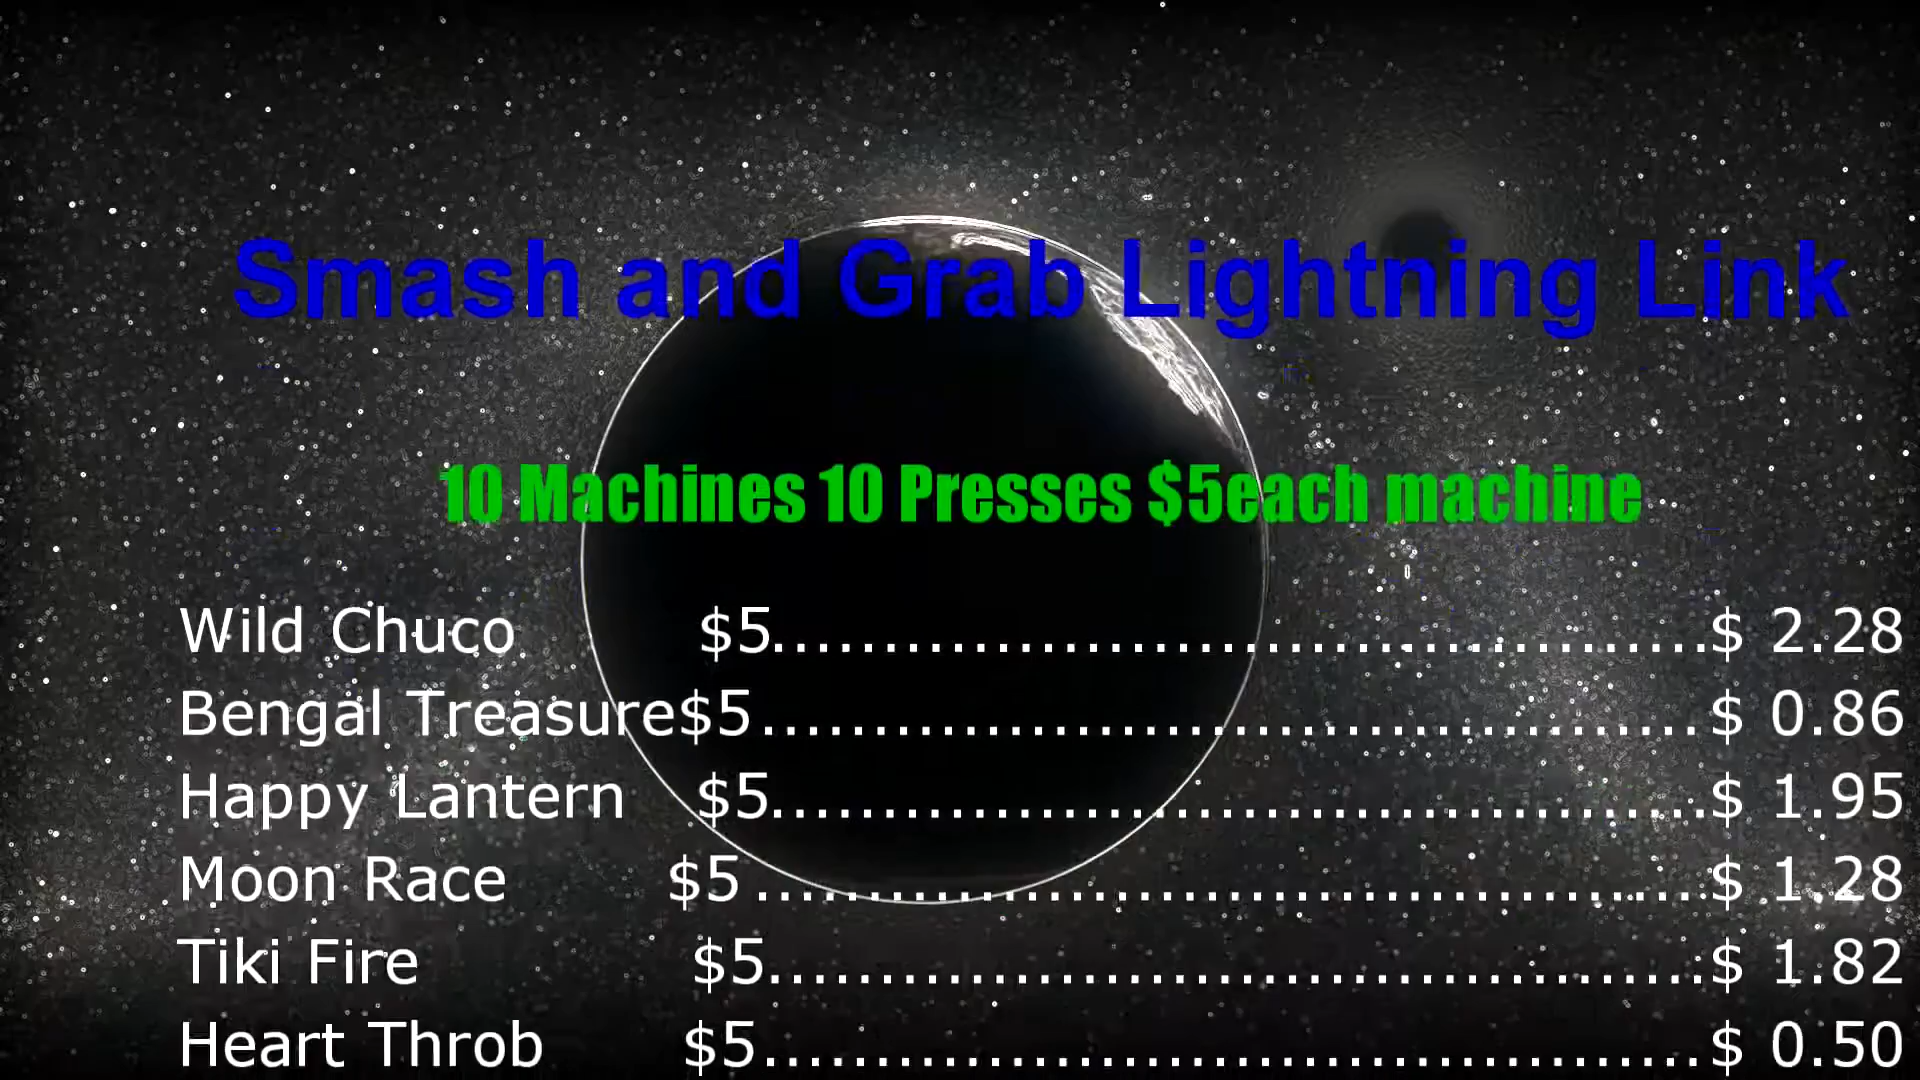 Smash and Grab Lightning Link
10 Machines 10 Presses $5each machine
Wild Chuco $5.......................................$ 2.28
Bengal Treasure$5.......................................$ 0.86
Happy Lantern $5.......................................$ 1.95
Moon Race $5.......................................$ 1.28
Tiki Fire $5.......................................$ 1.82
Heart Throb $5.......................................$ 0.50